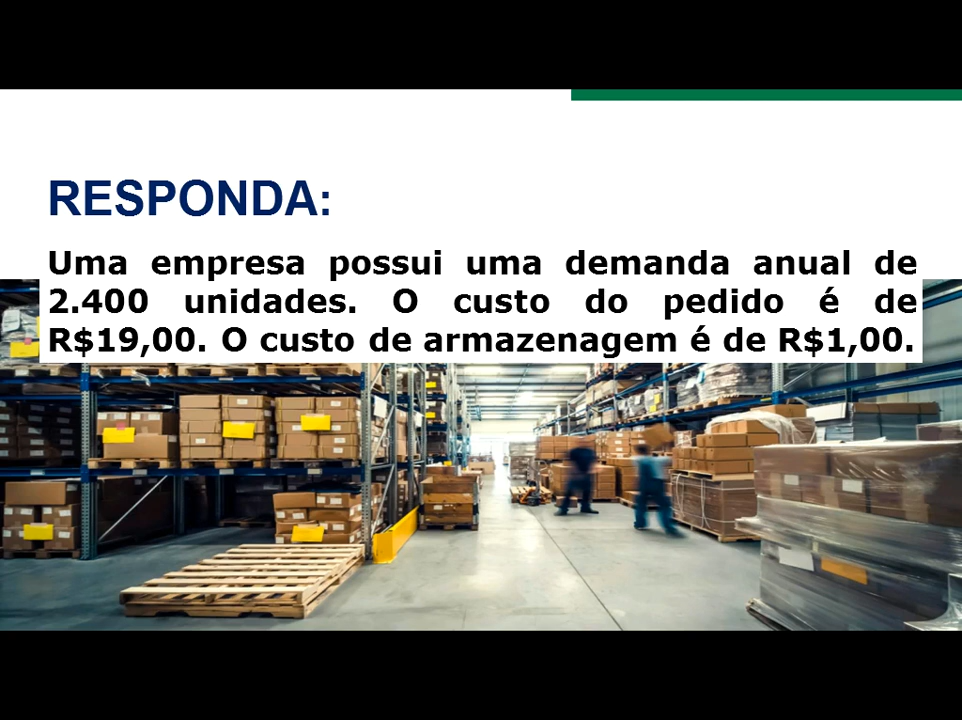 RESPONDA:
Uma empresa possui uma demanda anual de
2.400 unidades. O custo do pedido é de
R$19,00. O custo de armazenagem é de R$1,00.